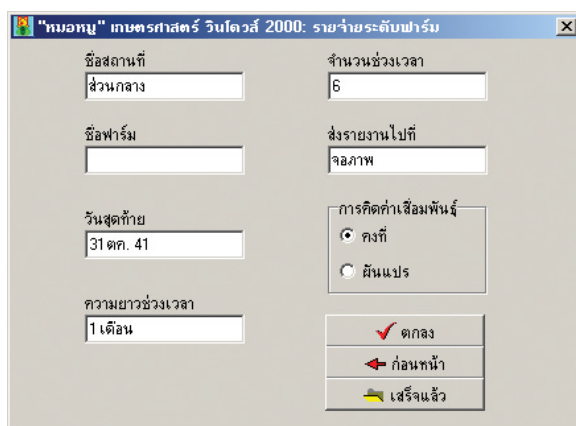 "หมอหมู" เกษตรศาสตร์ วินโดวส์ 2000: รายจ่ายระดับฟาร์ม
ชื่อสถานที่
ส่วนกลาง
ชื่อฟาร์ม
วันสุดท้าย
31 ตค. 41
ความยาวช่วงเวลา
1 เดือน
จำนวนช่วงเวลา
6
ส่งรายงานไปที่
จอภาพ
การคิดค่าเสื่อมพันธุ์
คงที่
ผันแปร
ตกลง
ก่อนหน้า
เสร็จแล้ว